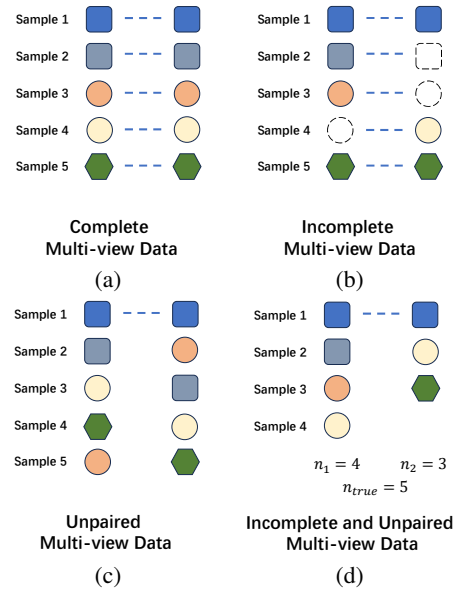 Sample 1
Sample 2
Sample 3
Sample 4
Sample 5
Complete
Multi-view Data
(a)
Sample 1
Sample 2
Sample 3
Sample 4
Sample 5
Incomplete
Multi-view Data
(b)
Sample 1
Sample 2
Sample 3
Sample 4
Sample 5
Unpaired
Multi-view Data
(c)
Sample 1
Sample 2
Sample 3
Sample 4
n₁ = 4 n₂ = 3
n_true = 5
Incomplete and Unpaired
Multi-view Data
(d)